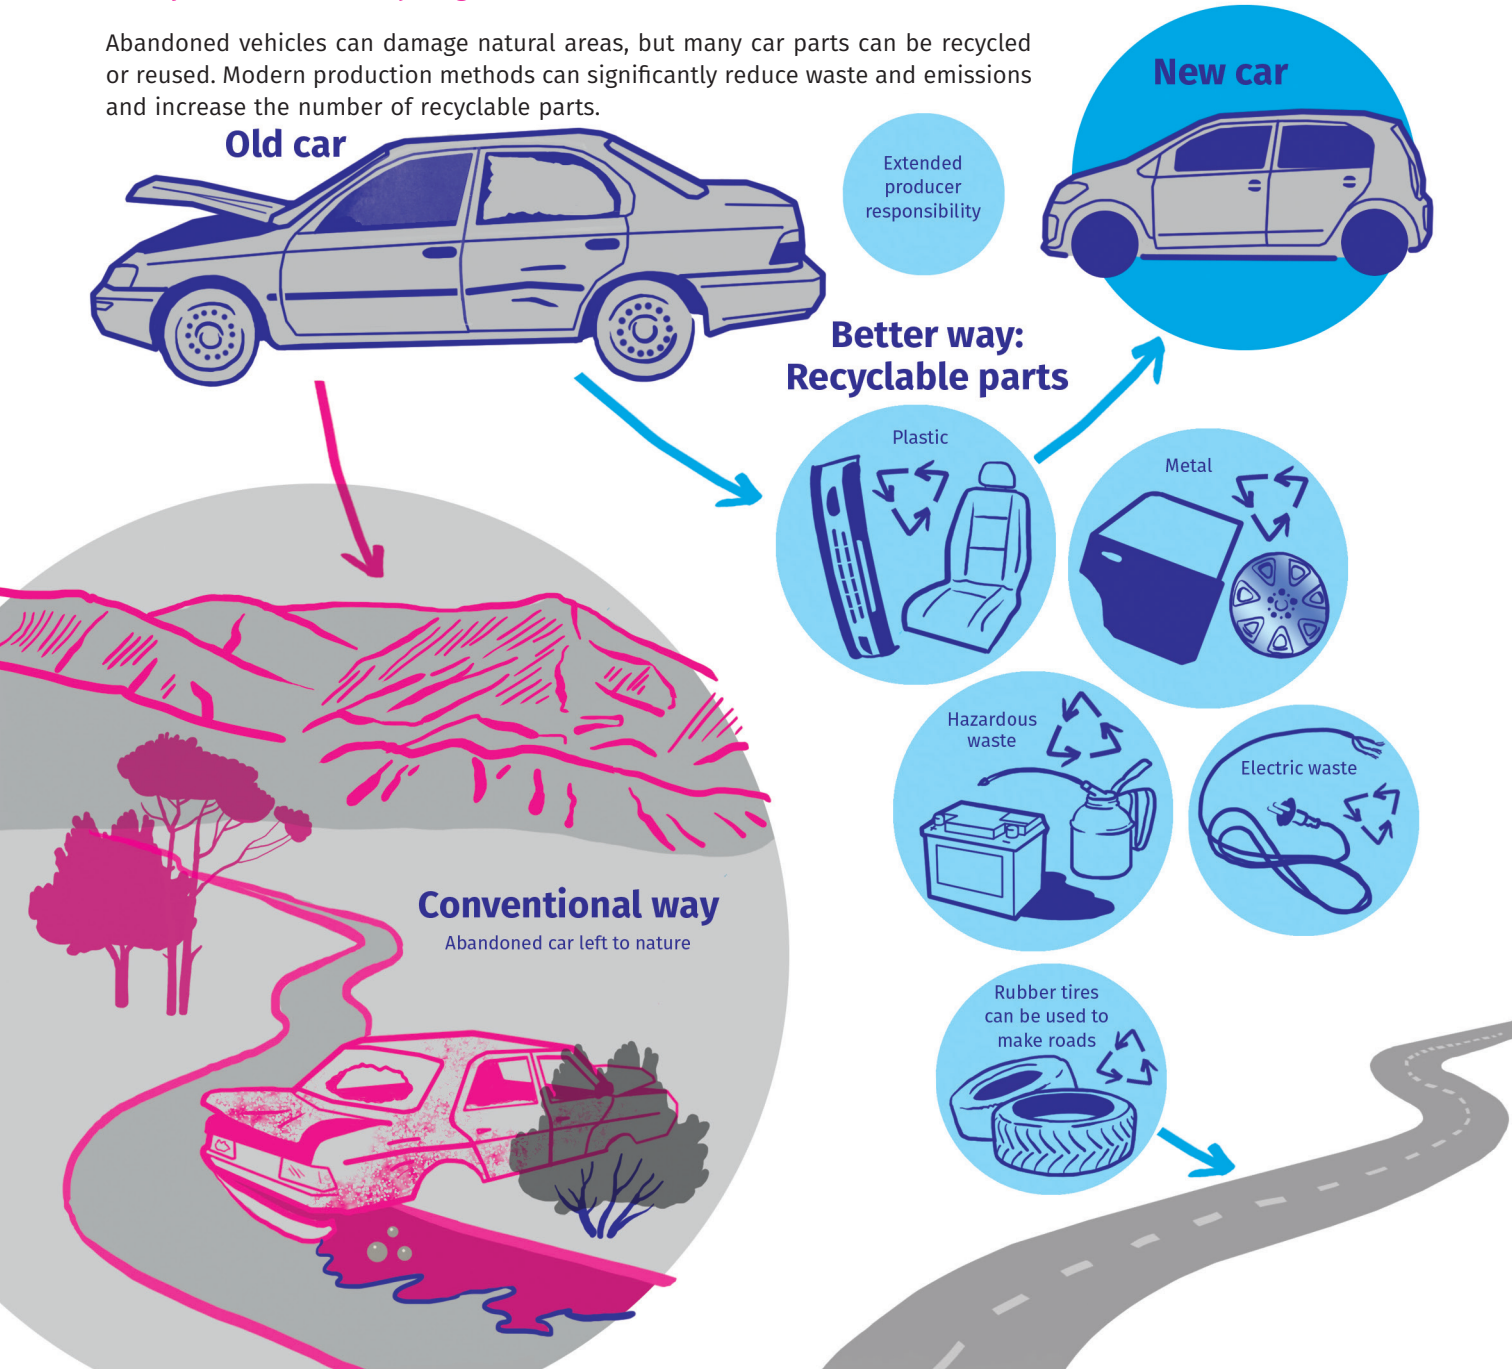 Abandoned vehicles can damage natural areas, but many car parts can be recycled
or reused. Modern production methods can significantly reduce waste and emissions
and increase the number of recyclable parts.
Old car
New car
Extended
producer
responsibility
Better way:
Recyclable parts
Plastic
Metal
Hazardous
waste
Electric waste
Conventional way
Abandoned car left to nature
Rubber tires
can be used to
make roads